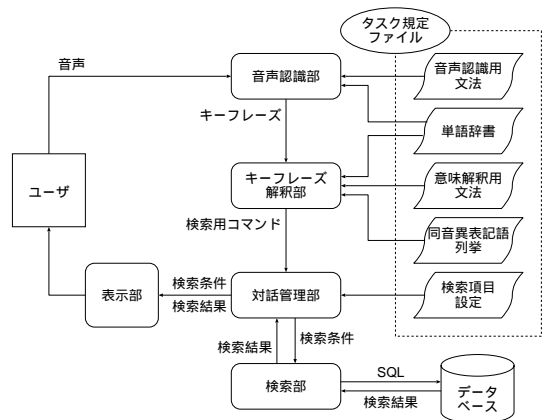 タスク規定
ファイル
音声
音声認識部
音声認識用
文法
キーフレーズ
単語辞書
ユーザ
キーフレーズ
解釈部
意味解釈用
文法
検索用コマンド
同音異表記語
列挙
表示部
検索条件
検索結果
対話管理部
検索項目
設定
検索結果
検索条件
検索部
SQL
検索結果
データ
ベース